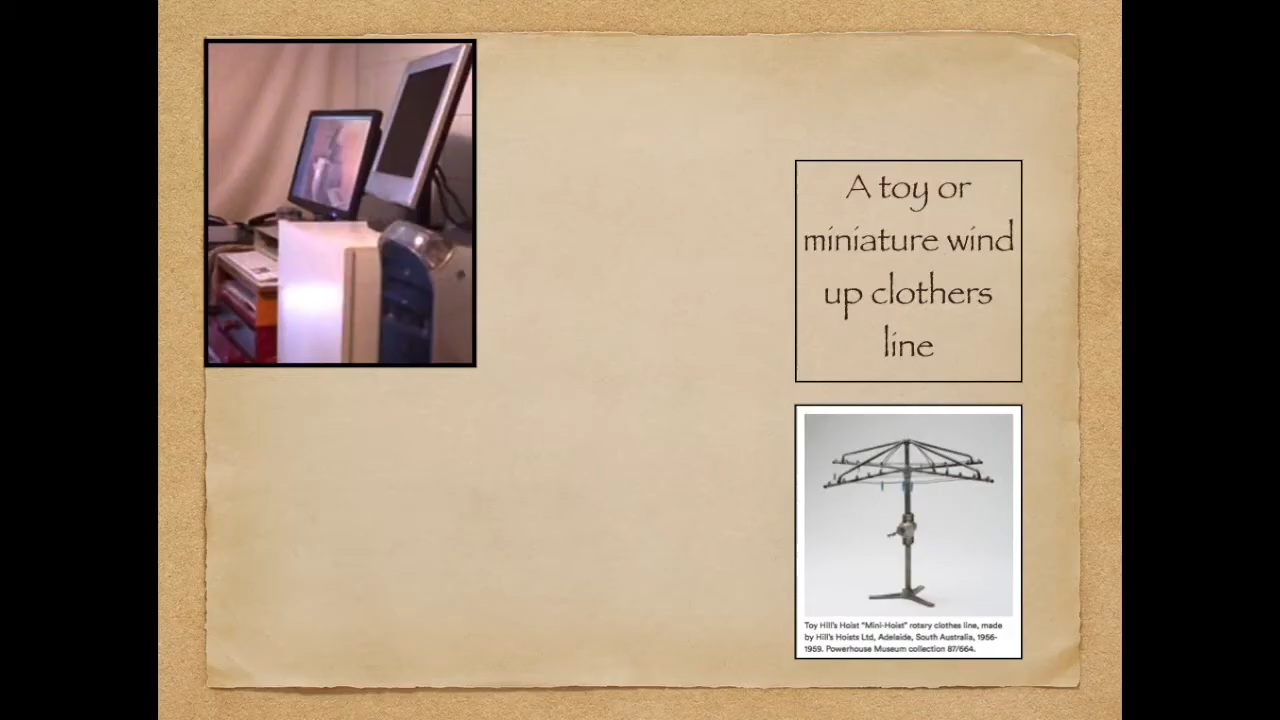 A toy or
miniature wind
up clothers
line
Toy Hill's Hoist "Mini-Hoist" rotary clothes line, made
by Hill's Hoists Ltd, Adelaide, South Australia, 1956-
1959. Powerhouse Museum collection 87/664.